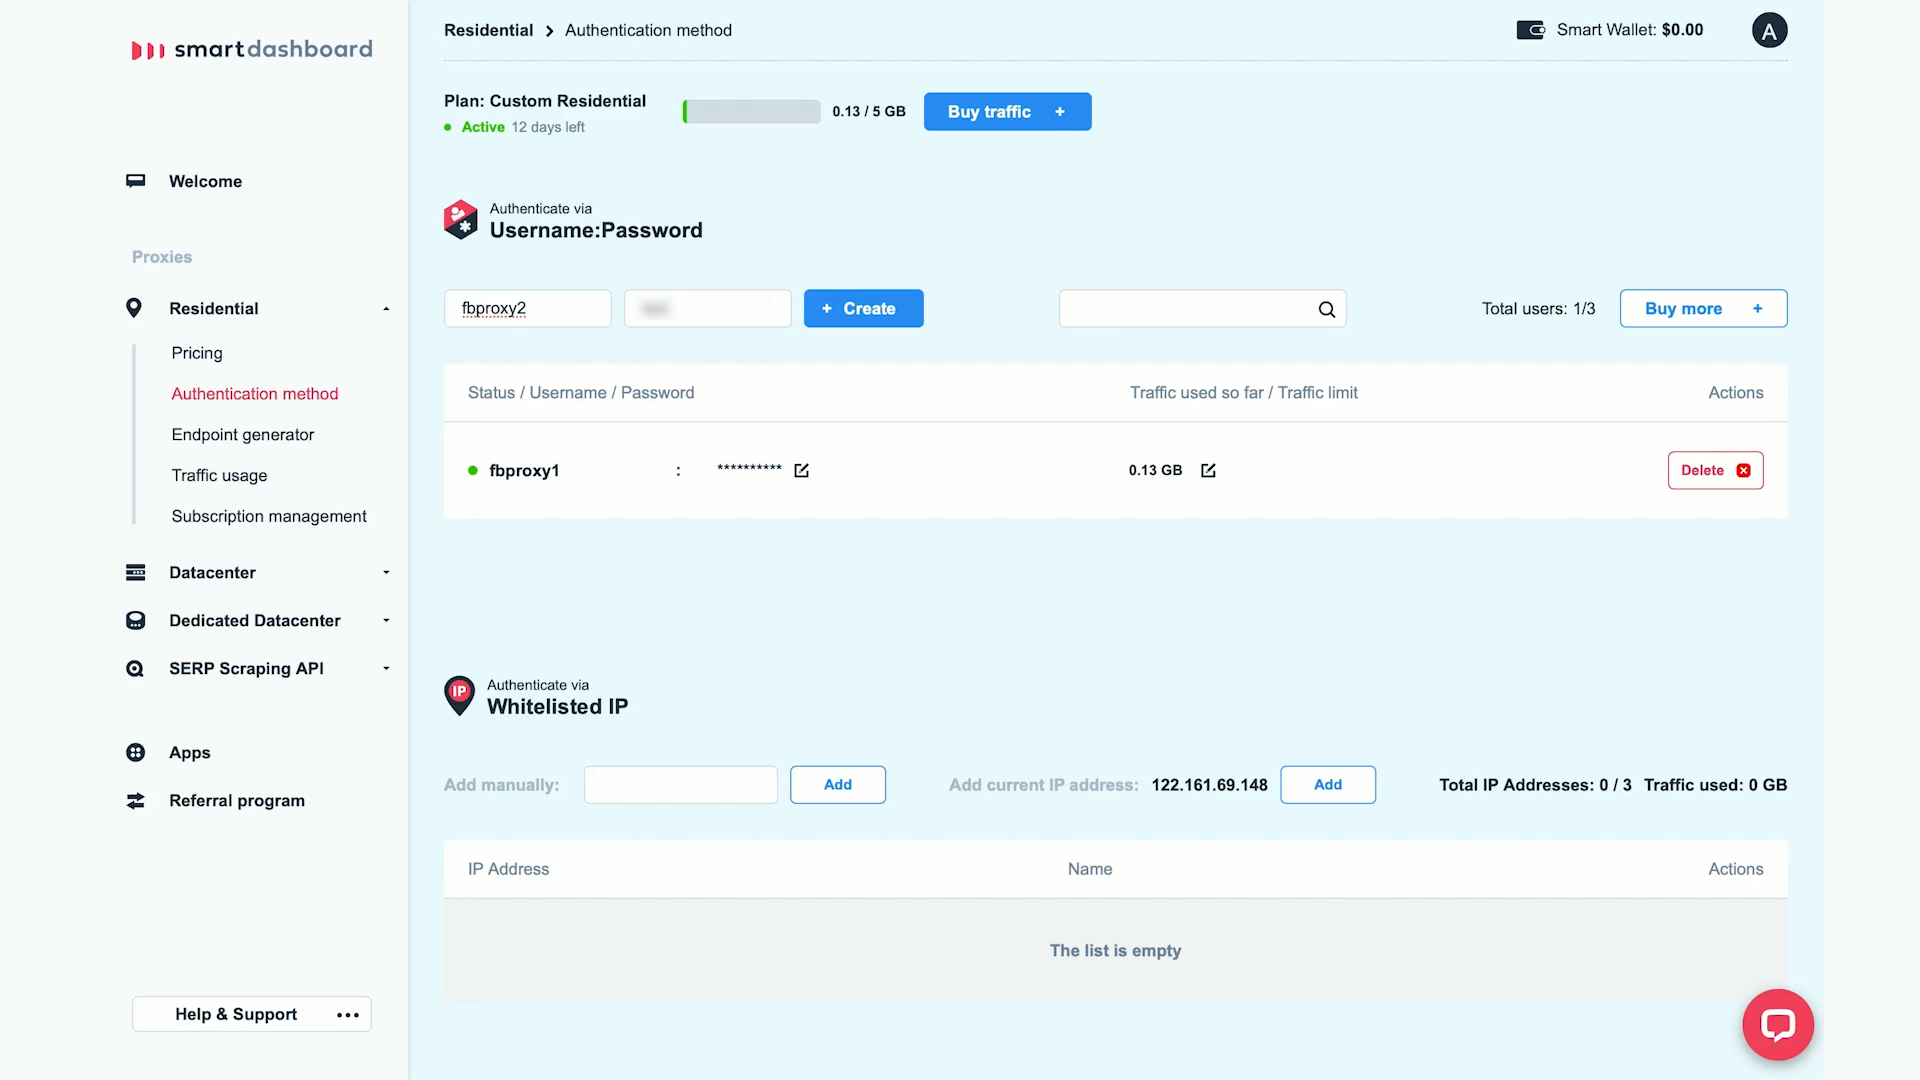 smartdashboard
Residential > Authentication method
Smart Wallet: $0.00
A
Plan: Custom Residential
Active 12 days left
0.13 / 5 GB
Buy traffic +
Welcome
Proxies
Residential
Pricing
Authentication method
Endpoint generator
Traffic usage
Subscription management
Datacenter
Dedicated Datacenter
SERP Scraping API
Apps
Referral program
Help & Support
Authenticate via
Username:Password
fbproxy2
+ Create
Total users: 1/3
Buy more +
Status / Username / Password
Traffic used so far / Traffic limit
Actions
fbproxy1 : **********
0.13 GB
Delete
IP
Authenticate via
Whitelisted IP
Add manually:
Add
Add current IP address: 122.161.69.148
Add
Total IP Addresses: 0 / 3 Traffic used: 0 GB
IP Address
Name
Actions
The list is empty